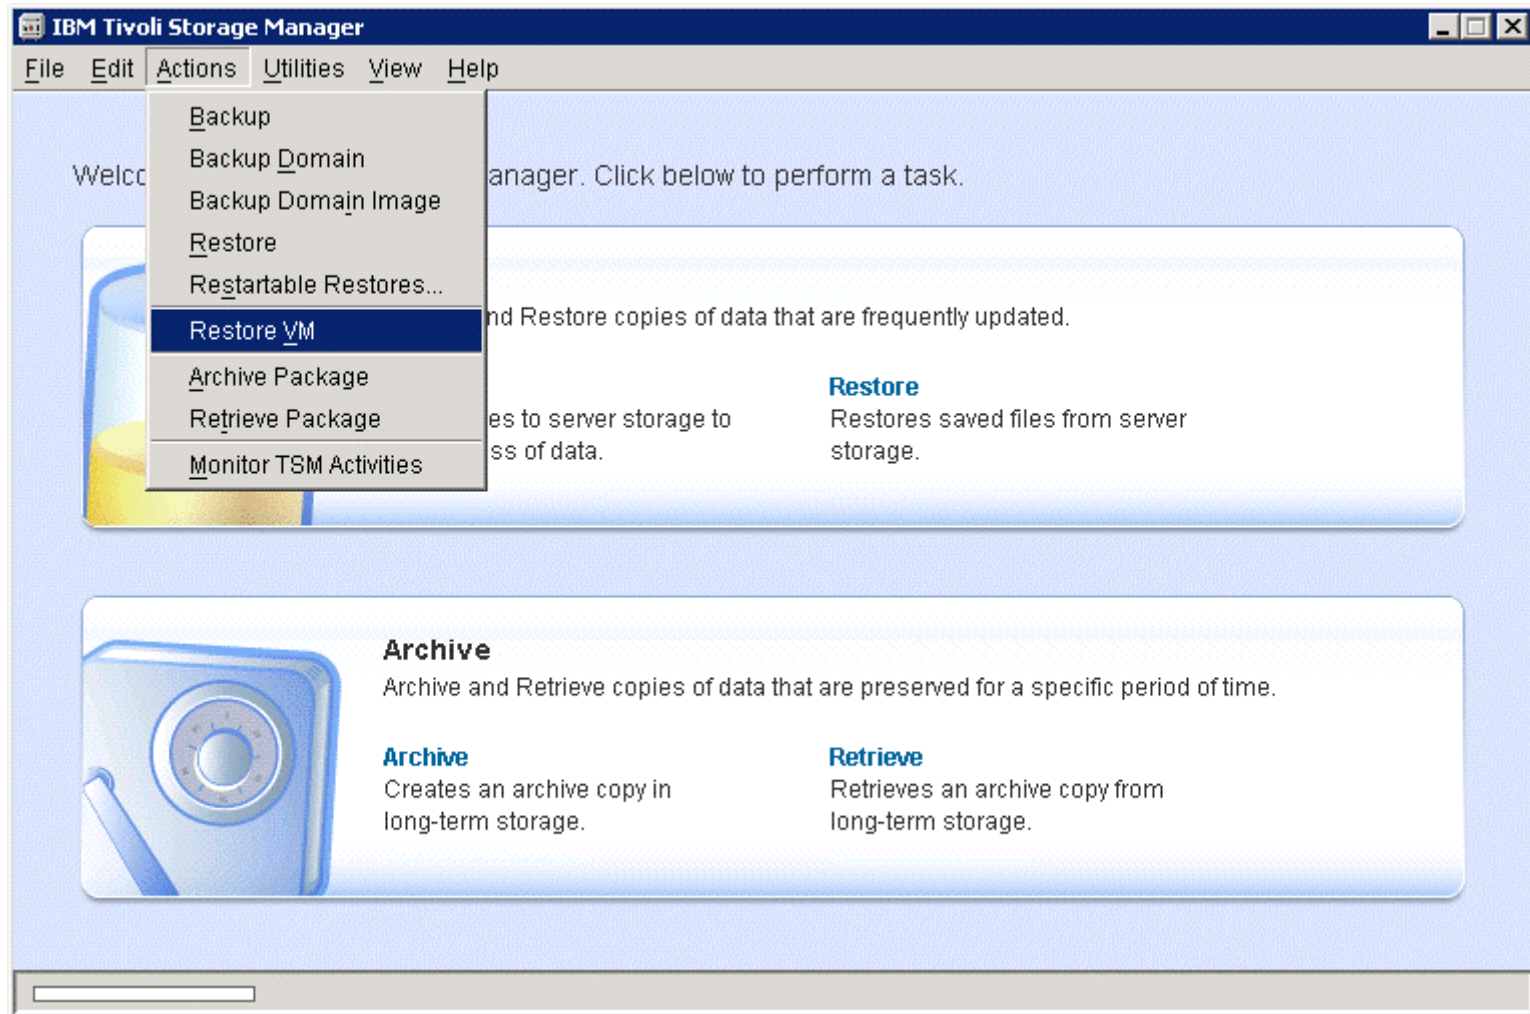 IBM Tivoli Storage Manager
File Edit Actions Utilities View Help
Backup
Backup Domain
Backup Domain Image
Restore
Restartable Restores...
Restore VM
Archive Package
Retrieve Package
Monitor TSM Activities
anager. Click below to perform a task.
Restore copies of data that are frequently updated.
to server storage to
of data.
Restore
Restores saved files from server
storage.
Archive
Archive and Retrieve copies of data that are preserved for a specific period of time.
Archive
Creates an archive copy in
long-term storage.
Retrieve
Retrieves an archive copy from
long-term storage.